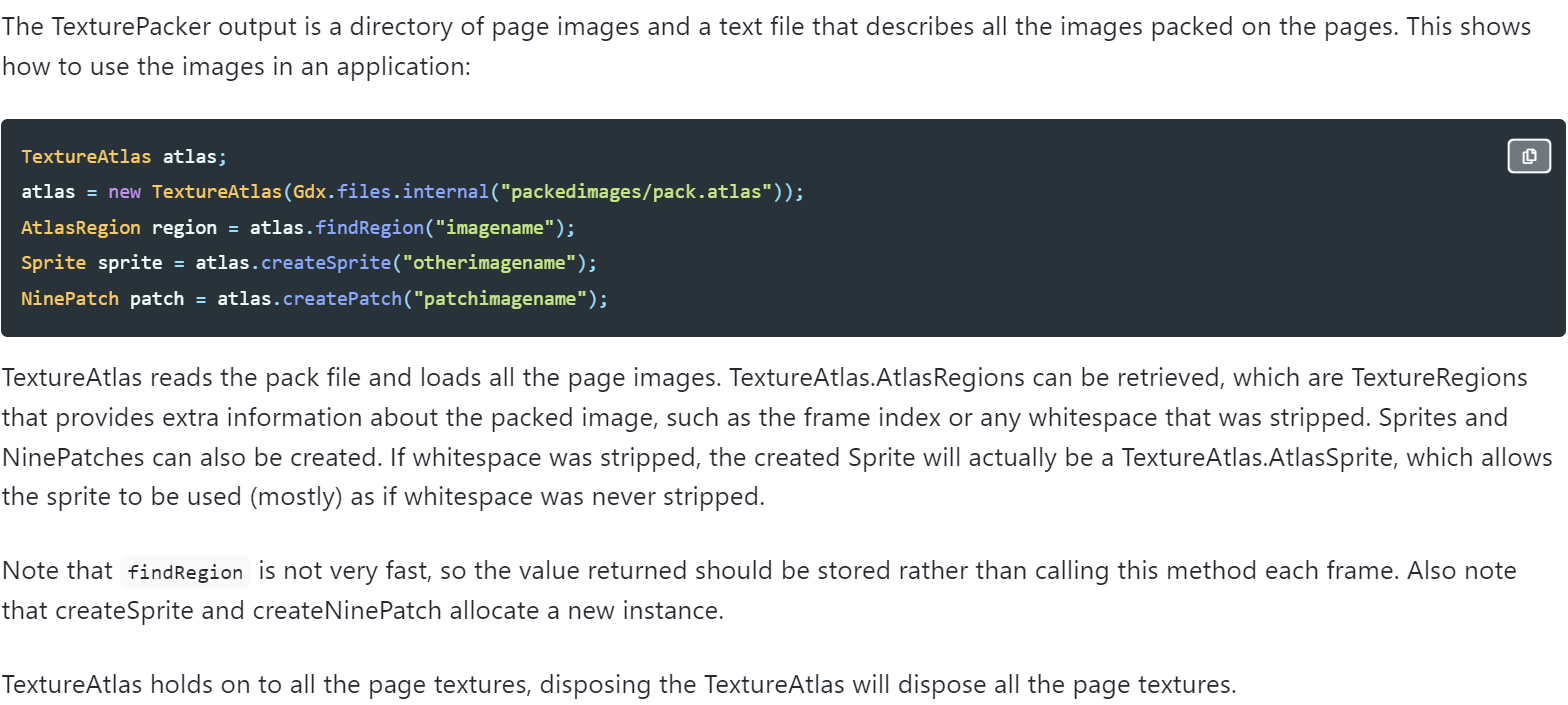 The TexturePacker output is a directory of page images and a text file that describes all the images packed on the pages. This shows
how to use the images in an application:
TextureAtlas atlas;
atlas = new TextureAtlas(Gdx.files.internal("packedimages/pack.atlas"));
AtlasRegion region = atlas.findRegion("imagename");
Sprite sprite = atlas.createSprite("otherimagename");
NinePatch patch = atlas.createPatch("patchimagename");
TextureAtlas reads the pack file and loads all the page images. TextureAtlas.AtlasRegions can be retrieved, which are TextureRegions
that provides extra information about the packed image, such as the frame index or any whitespace that was stripped. Sprites and
NinePatches can also be created. If whitespace was stripped, the created Sprite will actually be a TextureAtlas.AtlasSprite, which allows
the sprite to be used (mostly) as if whitespace was never stripped.
Note that findRegion is not very fast, so the value returned should be stored rather than calling this method each frame. Also note
that createSprite and createNinePatch allocate a new instance.
TextureAtlas holds on to all the page textures, disposing the TextureAtlas will dispose all the page textures.